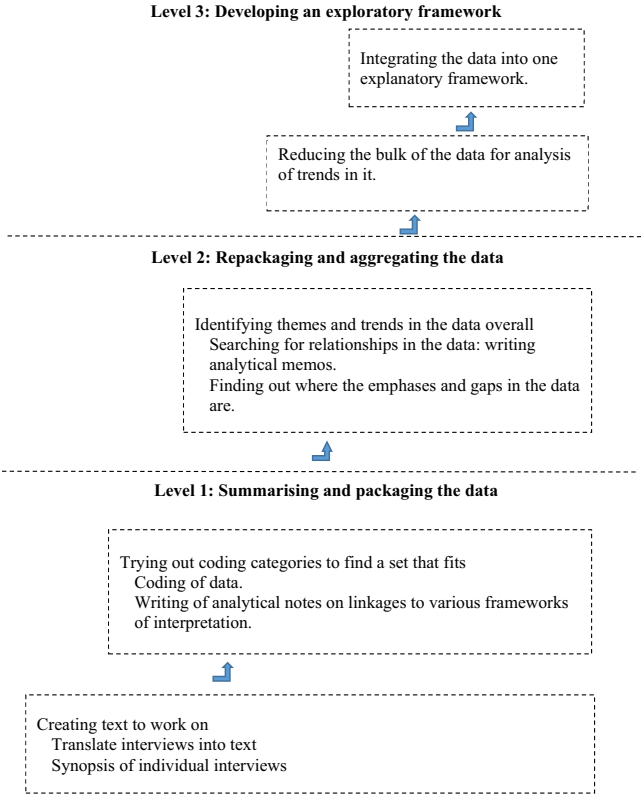 Level 3: Developing an exploratory framework
Integrating the data into one
explanatory framework.
Reducing the bulk of the data for analysis
of trends in it.
Level 2: Repackaging and aggregating the data
Identifying themes and trends in the data overall
Searching for relationships in the data: writing
analytical memos.
Finding out where the emphases and gaps in the data
are.
Level 1: Summarising and packaging the data
Trying out coding categories to find a set that fits
Coding of data.
Writing of analytical notes on linkages to various frameworks
of interpretation.
Creating text to work on
Translate interviews into text
Synopsis of individual interviews